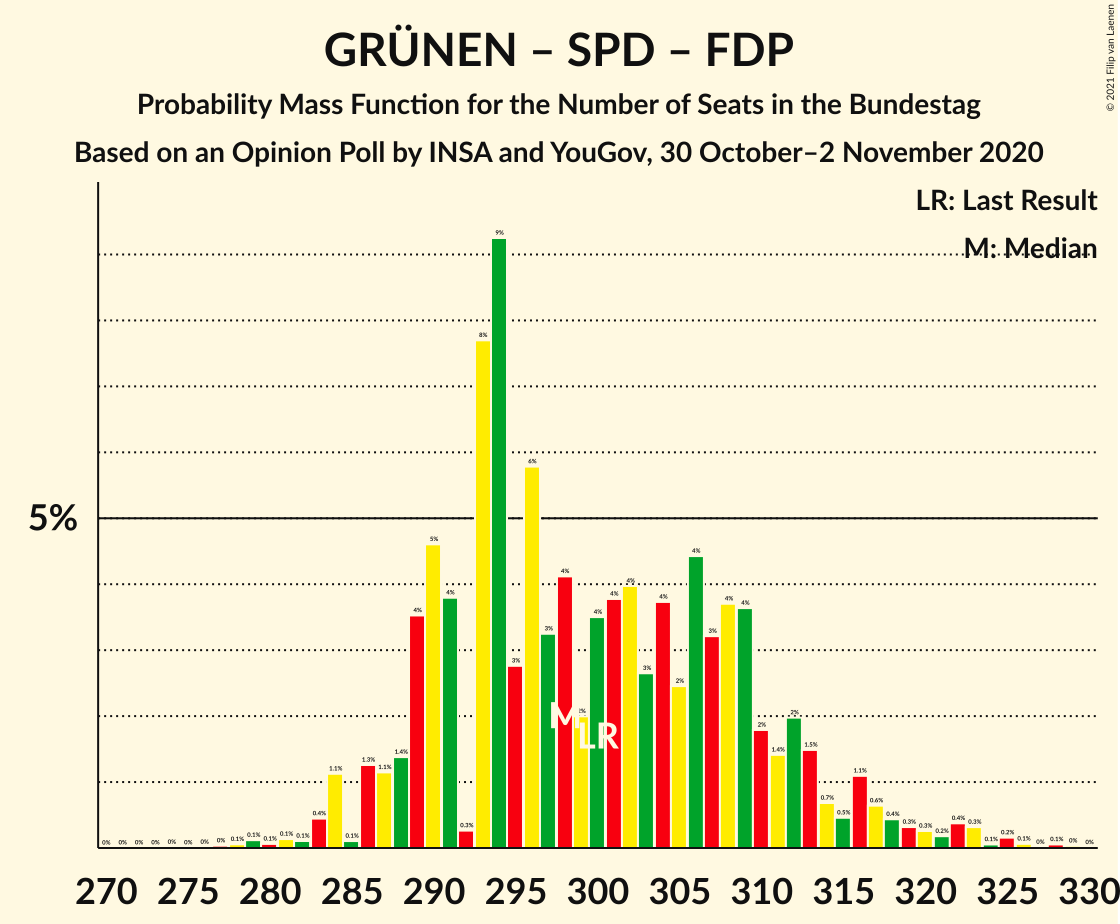 GRÜNEN – SPD – FDP
Probability Mass Function for the Number of Seats in the Bundestag
Based on an Opinion Poll by INSA and YouGov, 30 October–2 November 2020
© 2021 Filip van Laenen
LR: Last Result
M: Median
5%
0% 0% 0% 0% 0% 0% 0% 0% 0.1% 0.1% 0.1% 0.1% 0.1% 0.4% 1.1% 0.1% 1.3% 1.1% 1.4% 4% 5% 4% 0.3% 8% 9% 3% 6% 3% 4% 2% 4% 4% 4% 3% 4% 2% 4% 3% 4% 4% 2% 1.4% 2% 1.5% 0.7% 0.5% 1.1% 0.6% 0.4% 0.3% 0.3% 0.2% 0.4% 0.3% 0.1% 0.2% 0.1% 0% 0.1% 0% 0%
M
LR
270 275 280 285 290 295 300 305 310 315 320 325 330